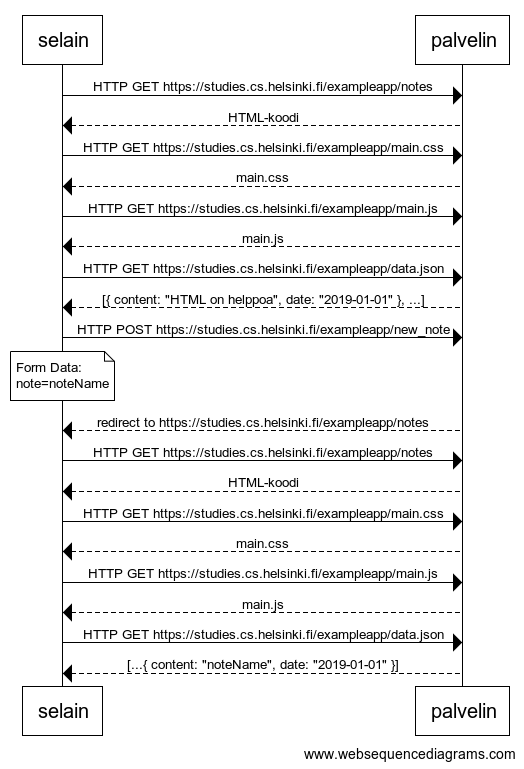 selain palvelin
HTTP GET https://studies.cs.helsinki.fi/exampleapp/notes
HTML-koodi
HTTP GET https://studies.cs.helsinki.fi/exampleapp/main.css
main.css
HTTP GET https://studies.cs.helsinki.fi/exampleapp/main.js
main.js
HTTP GET https://studies.cs.helsinki.fi/exampleapp/data.json
[{ content: "HTML on helppoa", date: "2019-01-01" }, ...]
HTTP POST https://studies.cs.helsinki.fi/exampleapp/new_note
Form Data:
note=noteName
redirect to https://studies.cs.helsinki.fi/exampleapp/notes
HTTP GET https://studies.cs.helsinki.fi/exampleapp/notes
HTML-koodi
HTTP GET https://studies.cs.helsinki.fi/exampleapp/main.css
main.css
HTTP GET https://studies.cs.helsinki.fi/exampleapp/main.js
main.js
HTTP GET https://studies.cs.helsinki.fi/exampleapp/data.json
[...{ content: "noteName", date: "2019-01-01" }]
selain palvelin
www.websequencediagrams.com